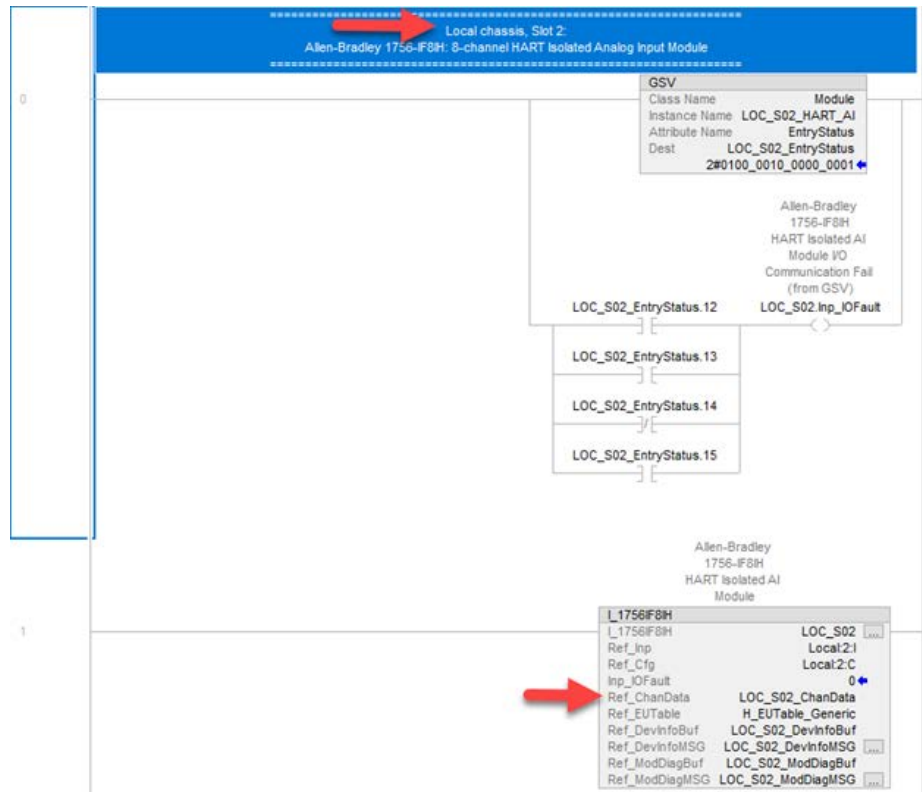 ==================================================
Local chassis, Slot 2:
Allen-Bradley 1756-IF8IH: 8-channel HART Isolated Analog Input Module
==================================================
0
GSV
Class Name Module
Instance Name LOC_S02_HART_AI
Attribute Name EntryStatus
Dest LOC_S02_EntryStatus
2#0100_0010_0000_0001
Allen-Bradley
1756-IF8IH
HART Isolated AI
Module I/O
Communication Fail
(from GSV)
LOC_S02_EntryStatus.12 LOC_S02.Inp_IOFault
LOC_S02_EntryStatus.13
LOC_S02_EntryStatus.14
LOC_S02_EntryStatus.15
Allen-Bradley
1756-IF8IH
HART Isolated AI
Module
1
I_1756IF8IH
I_1756IF8IH LOC_S02 ...
Ref_Inp Local:2:I
Ref_Cfg Local:2:C
Inp_IOFault 0
Ref_ChanData LOC_S02_ChanData
Ref_EUTable H_EUTable_Generic
Ref_DevInfoBuf LOC_S02_DevInfoBuf
Ref_DevInfoMSG LOC_S02_DevInfoMSG ...
Ref_ModDiagBuf LOC_S02_ModDiagBuf
Ref_ModDiagMSG LOC_S02_ModDiagMSG ...